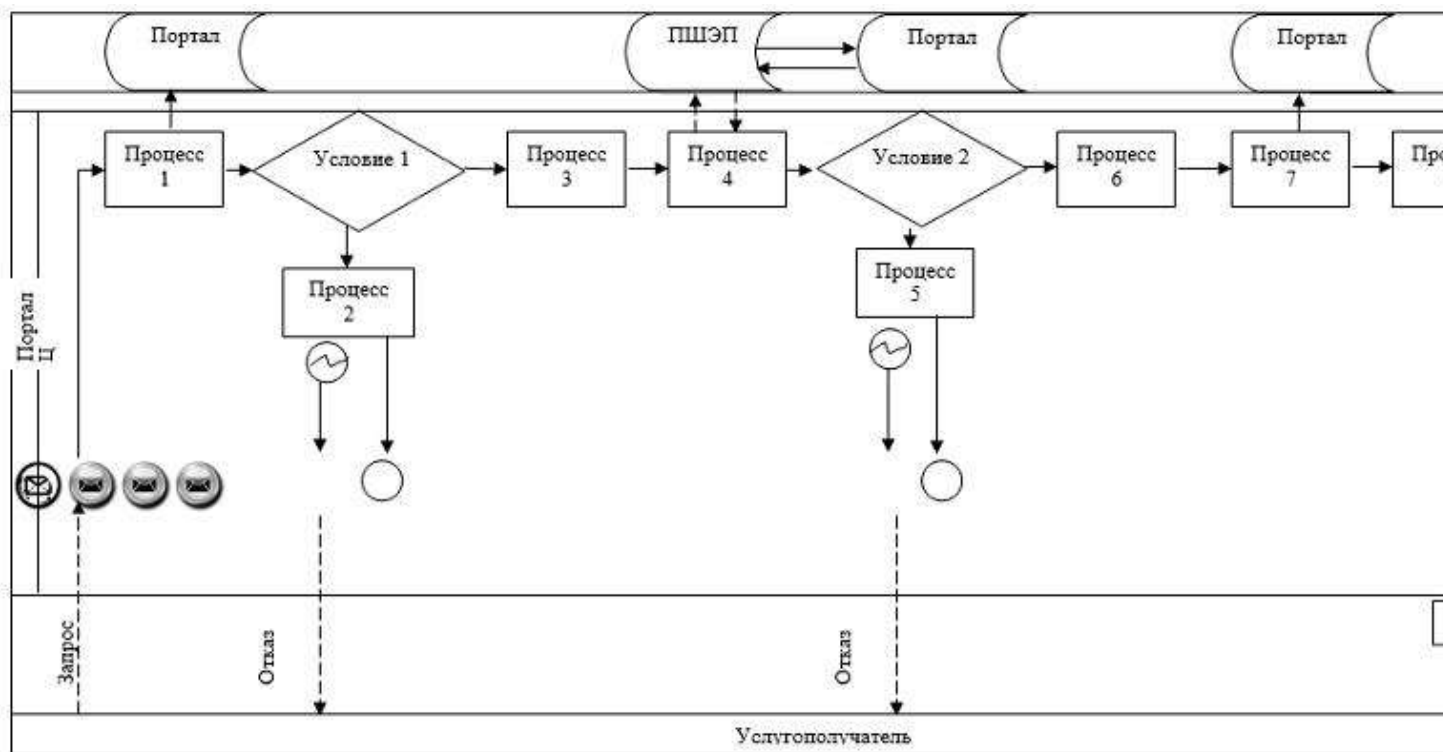 Портал
ПШЭП
Портал
Портал
Процесс
1
Условие 1
Процесс
3
Процесс
4
Условие 2
Процесс
6
Процесс
7
Про
Процесс
2
Процесс
5
Портал
Ц
Запрос
Отказ
Отказ
Услугополучатель